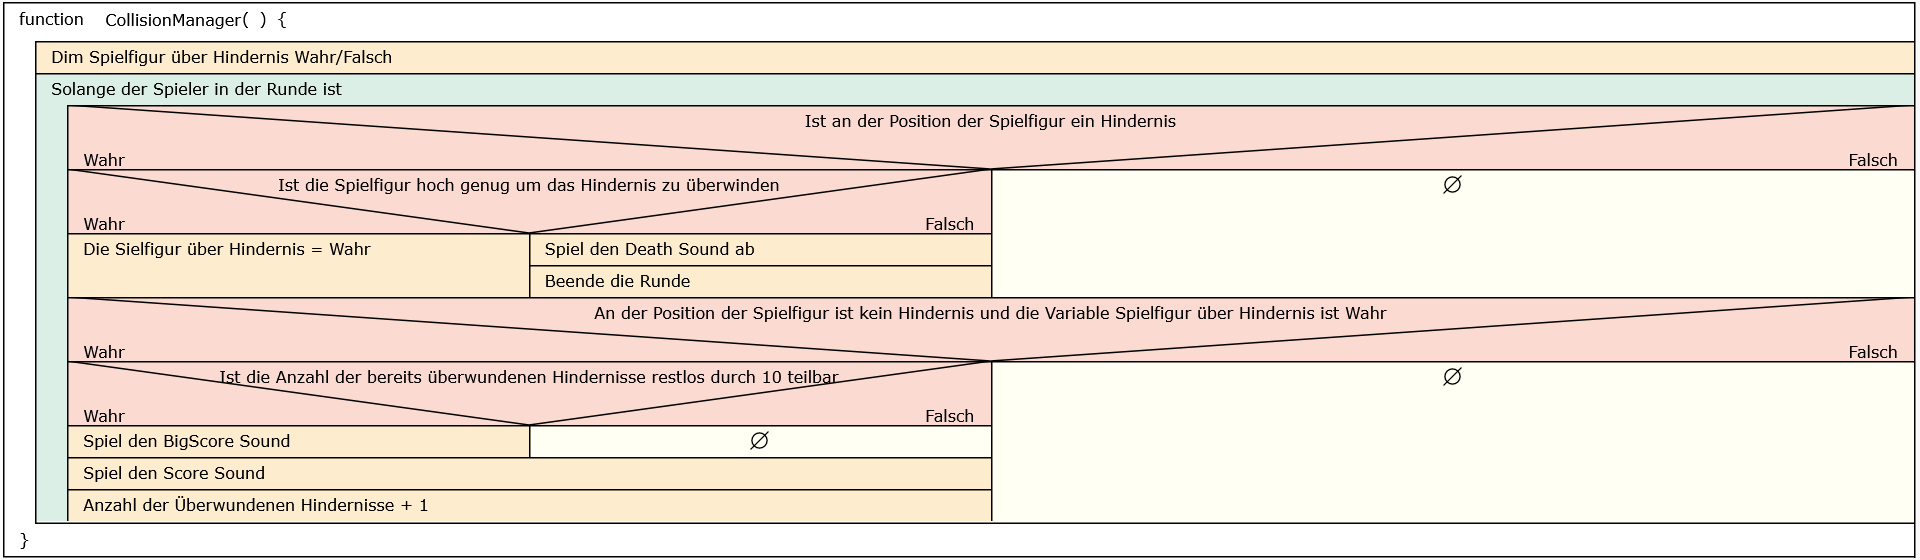 function CollisionManager( ) {
Dim Spielfigur über Hindernis Wahr/Falsch
Solange der Spieler in der Runde ist
Ist an der Position der Spielfigur ein Hindernis
Wahr Falsch
Ist die Spielfigur hoch genug um das Hindernis zu überwinden ∅
Wahr Falsch
Die Sielfigur über Hindernis = Wahr Spiel den Death Sound ab
Beende die Runde
An der Position der Spielfigur ist kein Hindernis und die Variable Spielfigur über Hindernis ist Wahr
Wahr Falsch
Ist die Anzahl der bereits überwundenen Hindernisse restlos durch 10 teilbar ∅
Wahr Falsch
Spiel den BigScore Sound ∅
Spiel den Score Sound
Anzahl der Überwundenen Hindernisse + 1
}